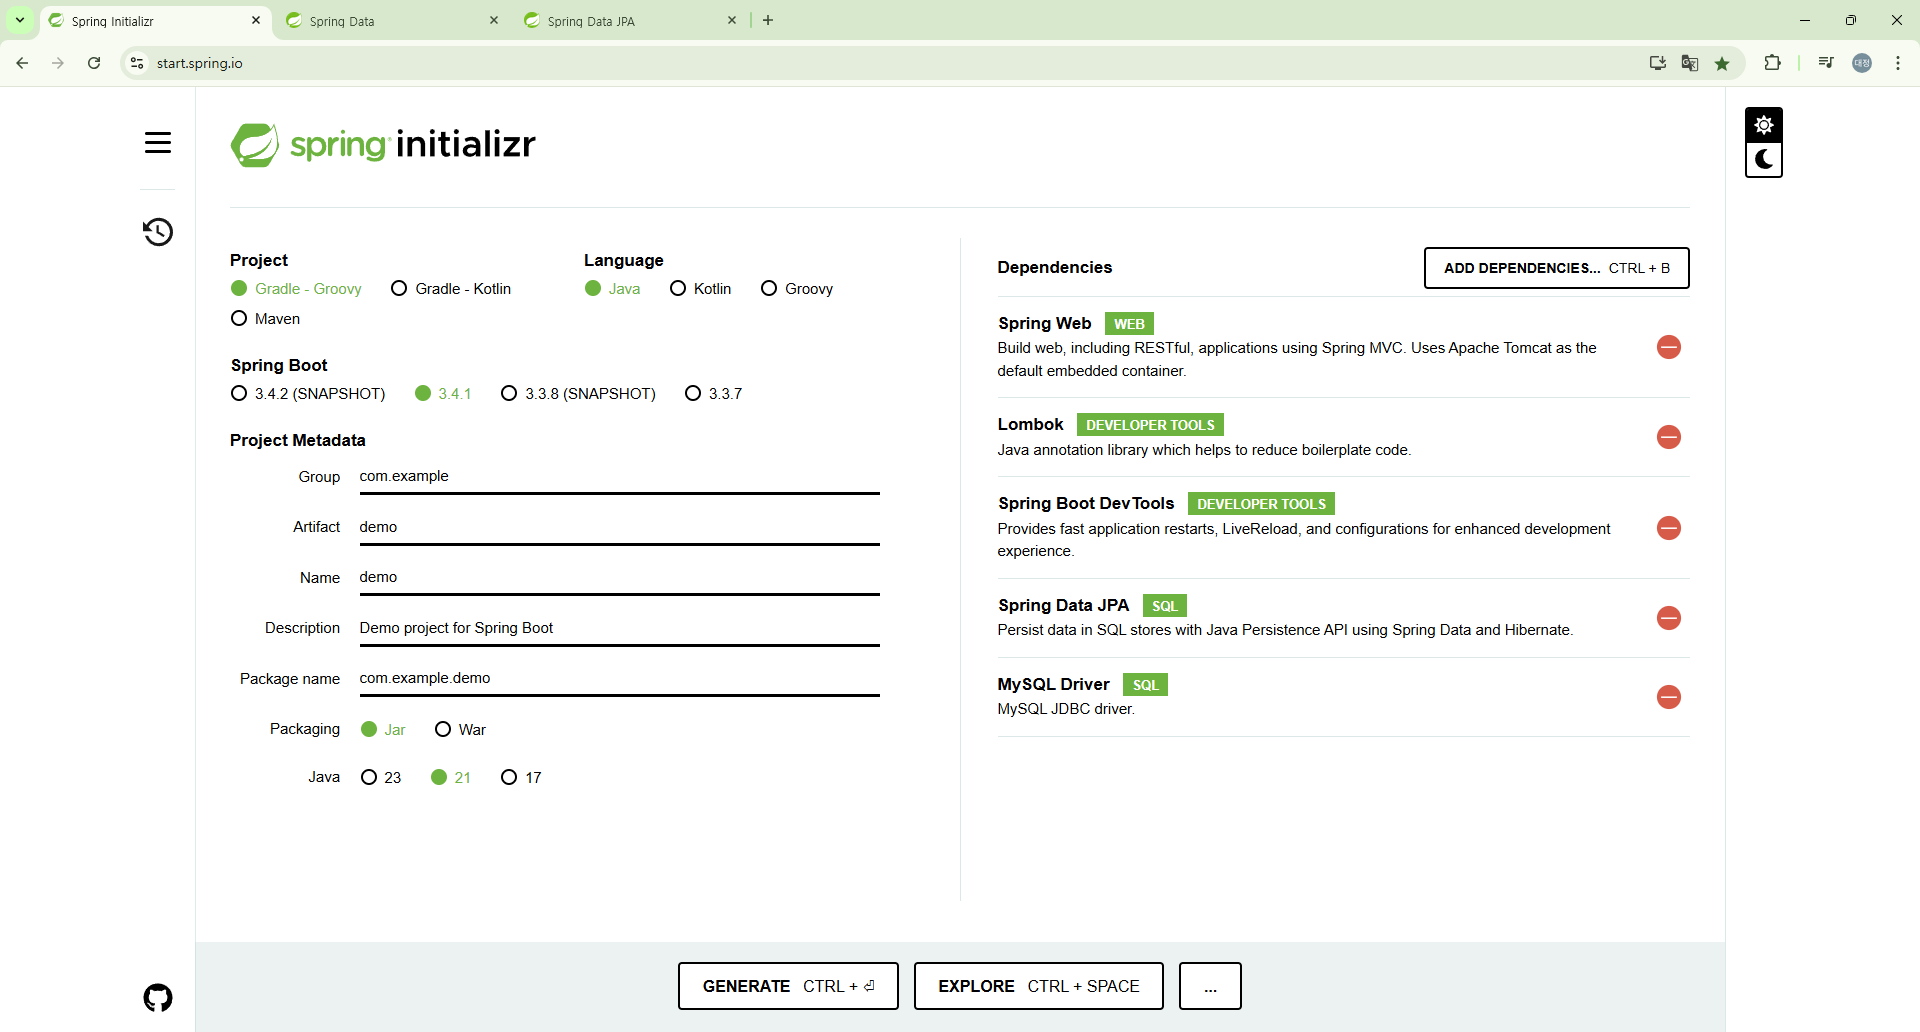 Spring Initializr
Spring Data
Spring Data JPA
start.spring.io
대정
spring initializr
Project
Gradle - Groovy
Gradle - Kotlin
Maven
Language
Java
Kotlin
Groovy
Spring Boot
3.4.2 (SNAPSHOT)
3.4.1
3.3.8 (SNAPSHOT)
3.3.7
Project Metadata
Group com.example
Artifact demo
Name demo
Description Demo project for Spring Boot
Package name com.example.demo
Packaging Jar War
Java 23 21 17
Dependencies
ADD DEPENDENCIES... CTRL + B
Spring Web WEB
Build web, including RESTful, applications using Spring MVC. Uses Apache Tomcat as the
default embedded container.
Lombok DEVELOPER TOOLS
Java annotation library which helps to reduce boilerplate code.
Spring Boot DevTools DEVELOPER TOOLS
Provides fast application restarts, LiveReload, and configurations for enhanced development
experience.
Spring Data JPA SQL
Persist data in SQL stores with Java Persistence API using Spring Data and Hibernate.
MySQL Driver SQL
MySQL JDBC driver.
GENERATE CTRL + ⏎
EXPLORE CTRL + SPACE
...